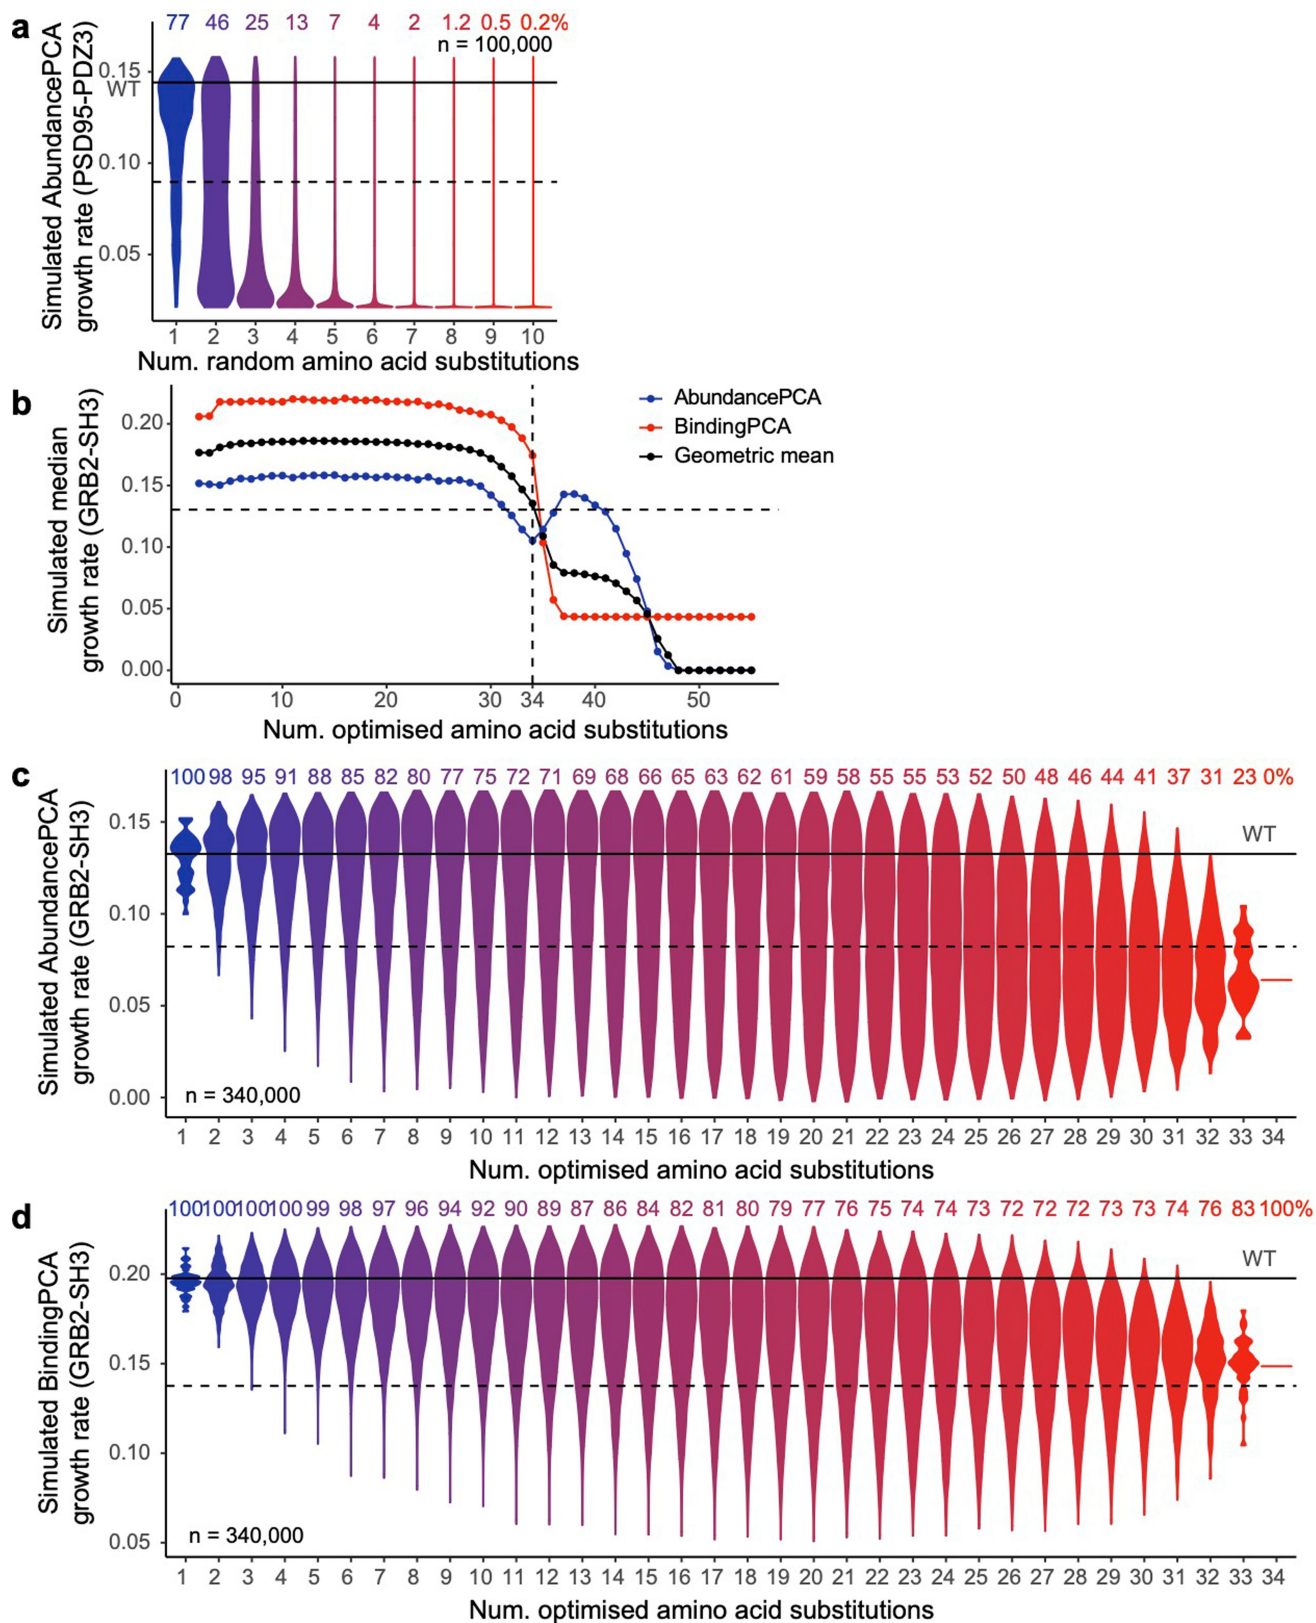 a
77 46 25 13 7 4 2 1.2 0.5 0.2%
n = 100,000
Simulated AbundancePCA
growth rate (PSD95-PDZ3)
0.15
WT
0.10
0.05
1 2 3 4 5 6 7 8 9 10
Num. random amino acid substitutions
b
Simulated median
growth rate (GRB2-SH3)
0.20
0.15
0.10
0.05
0.00
AbundancePCA
BindingPCA
Geometric mean
0 10 20 30 34 40 50
Num. optimised amino acid substitutions
c
100 98 95 91 88 85 82 80 77 75 72 71 69 68 66 65 63 62 61 59 58 55 55 53 52 50 48 46 44 41 37 31 23 0%
Simulated AbundancePCA
growth rate (GRB2-SH3)
0.15
WT
0.10
0.05
0.00
n = 340,000
1 2 3 4 5 6 7 8 9 10 11 12 13 14 15 16 17 18 19 20 21 22 23 24 25 26 27 28 29 30 31 32 33 34
Num. optimised amino acid substitutions
d
100 100 100 100 99 98 97 96 94 92 90 89 87 86 84 82 81 80 79 77 76 75 74 74 73 72 72 72 73 73 74 76 83 100%
Simulated BindingPCA
growth rate (GRB2-SH3)
WT
0.20
0.15
0.10
0.05
n = 340,000
1 2 3 4 5 6 7 8 9 10 11 12 13 14 15 16 17 18 19 20 21 22 23 24 25 26 27 28 29 30 31 32 33 34
Num. optimised amino acid substitutions